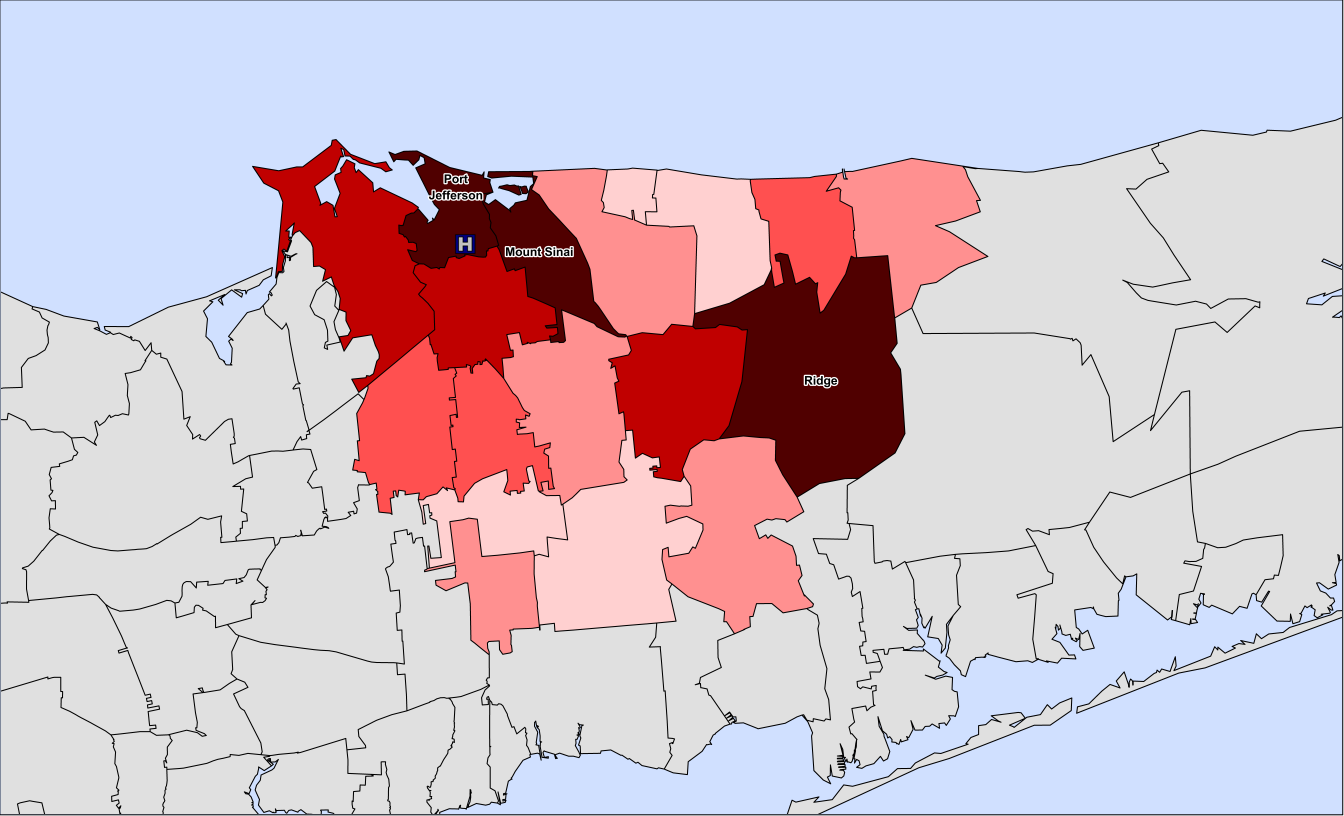 Port
Jefferson
H
Mount Sinai
Ridge